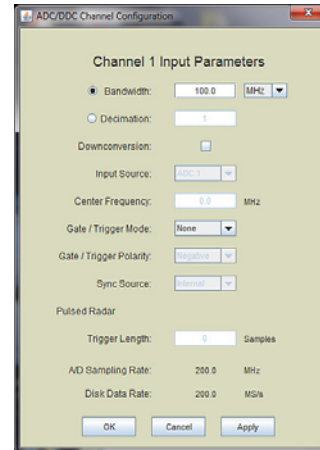 ADC/DDC Channel Configuration
Channel 1 Input Parameters
Bandwidth: 100.0 MHz
Decimation: 1
Downconversion:
Input Source: ADC 1
Center Frequency: 0.0 MHz
Gate / Trigger Mode: None
Gate / Trigger Polarity: Negative
Sync Source: Internal
Pulsed Radar
Trigger Length: 0 Samples
A/D Sampling Rate: 200.0 MHz
Disk Data Rate: 200.0 MS/s
OK Cancel Apply